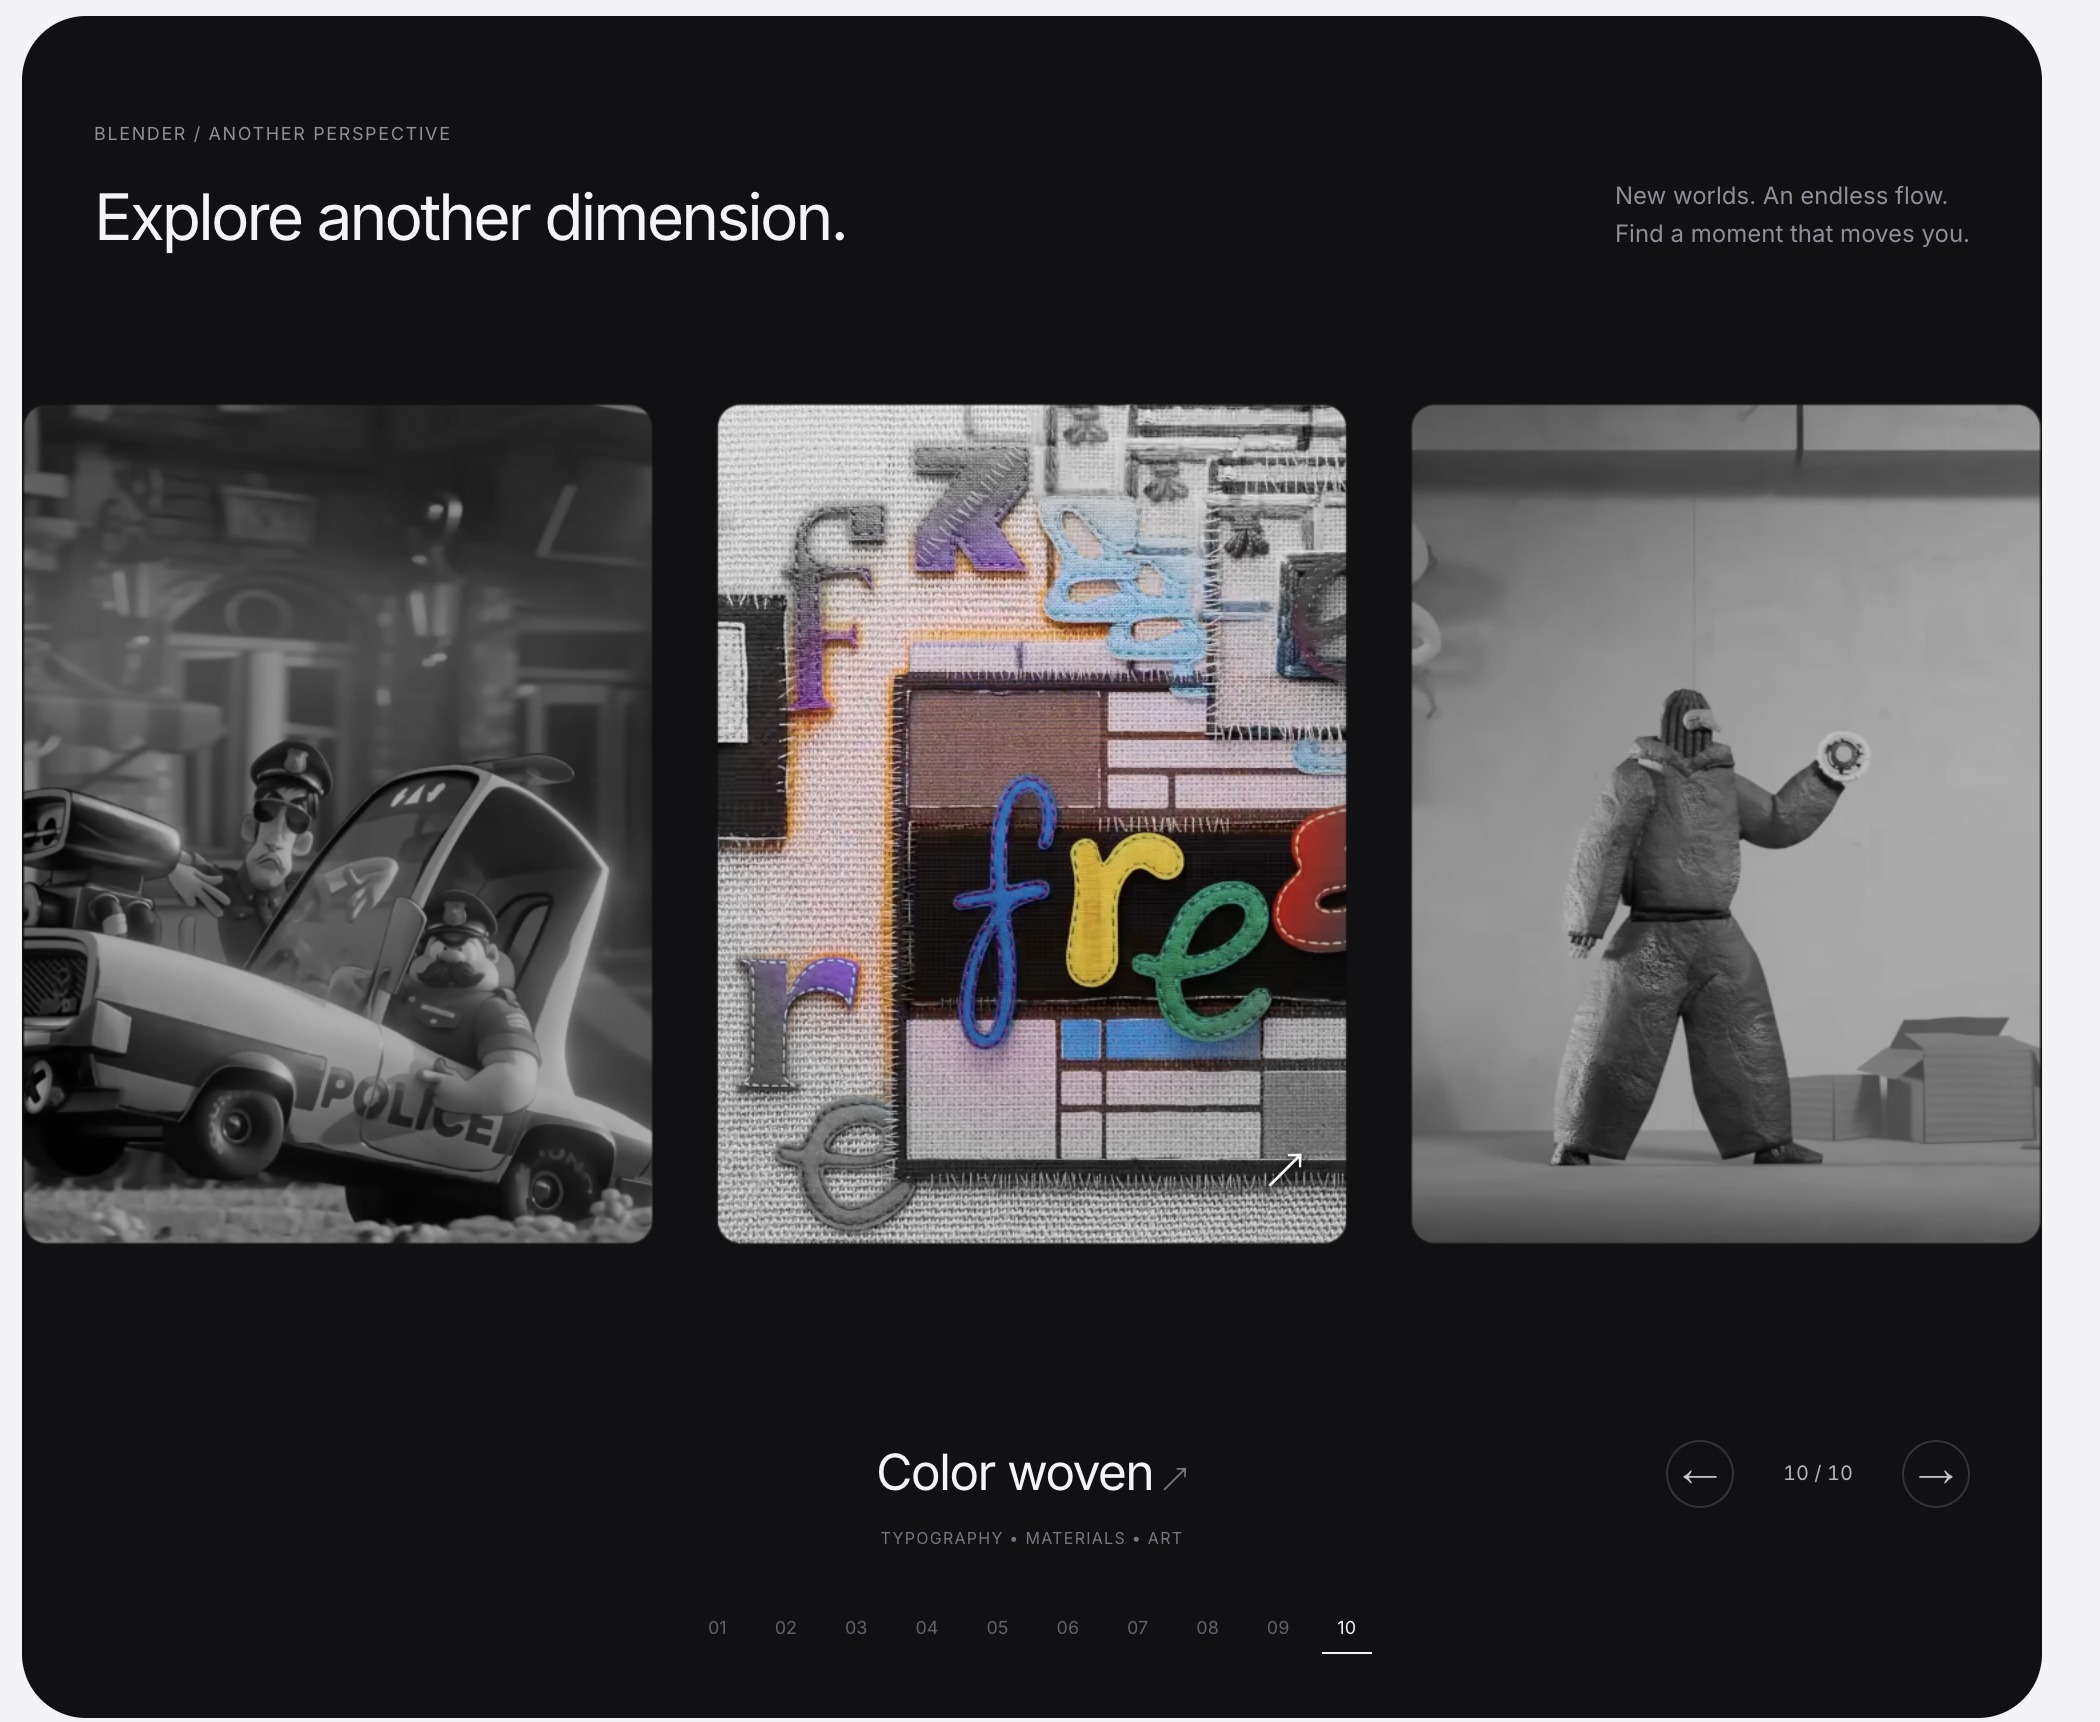 BLENDER / ANOTHER PERSPECTIVE
Explore another dimension.
New worlds. An endless flow.
Find a moment that moves you.
POLICE
f
r
e
fre
Color woven ↗
TYPOGRAPHY • MATERIALS • ART
← 10 / 10 →
01 02 03 04 05 06 07 08 09 10